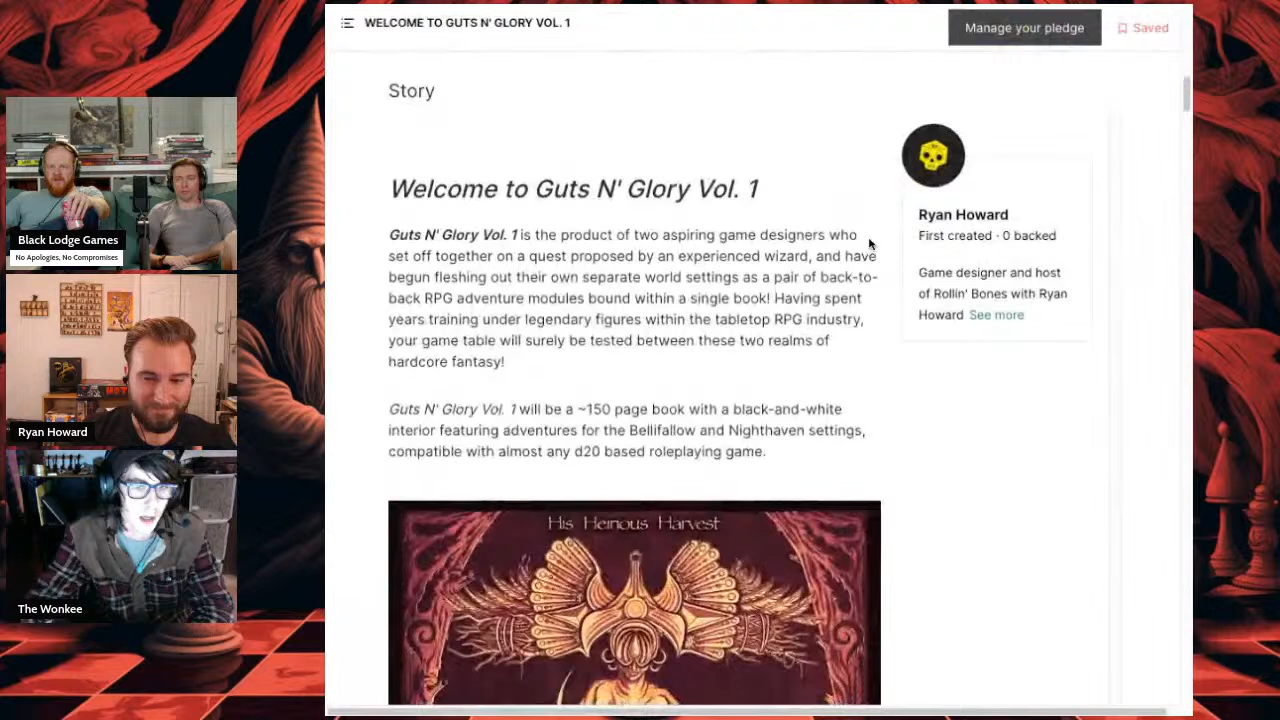 WELCOME TO GUTS N' GLORY VOL. 1
Manage your pledge
Saved
Story
Welcome to Guts N' Glory Vol. 1
Guts N' Glory Vol. 1 is the product of two aspiring game designers who
set off together on a quest proposed by an experienced wizard, and have
begun fleshing out their own separate world settings as a pair of back-to-
back RPG adventure modules bound within a single book! Having spent
years training under legendary figures within the tabletop RPG industry,
your game table will surely be tested between these two realms of
hardcore fantasy!
Guts N' Glory Vol. 1 will be a ~150 page book with a black-and-white
interior featuring adventures for the Bellifallow and Nighthaven settings,
compatible with almost any d20 based roleplaying game.
His Heinous Harvest
Ryan Howard
First created · 0 backed
Game designer and host
of Rollin' Bones with Ryan
Howard See more
Black Lodge Games
No Apologies, No Compromises
Ryan Howard
The Wonkee